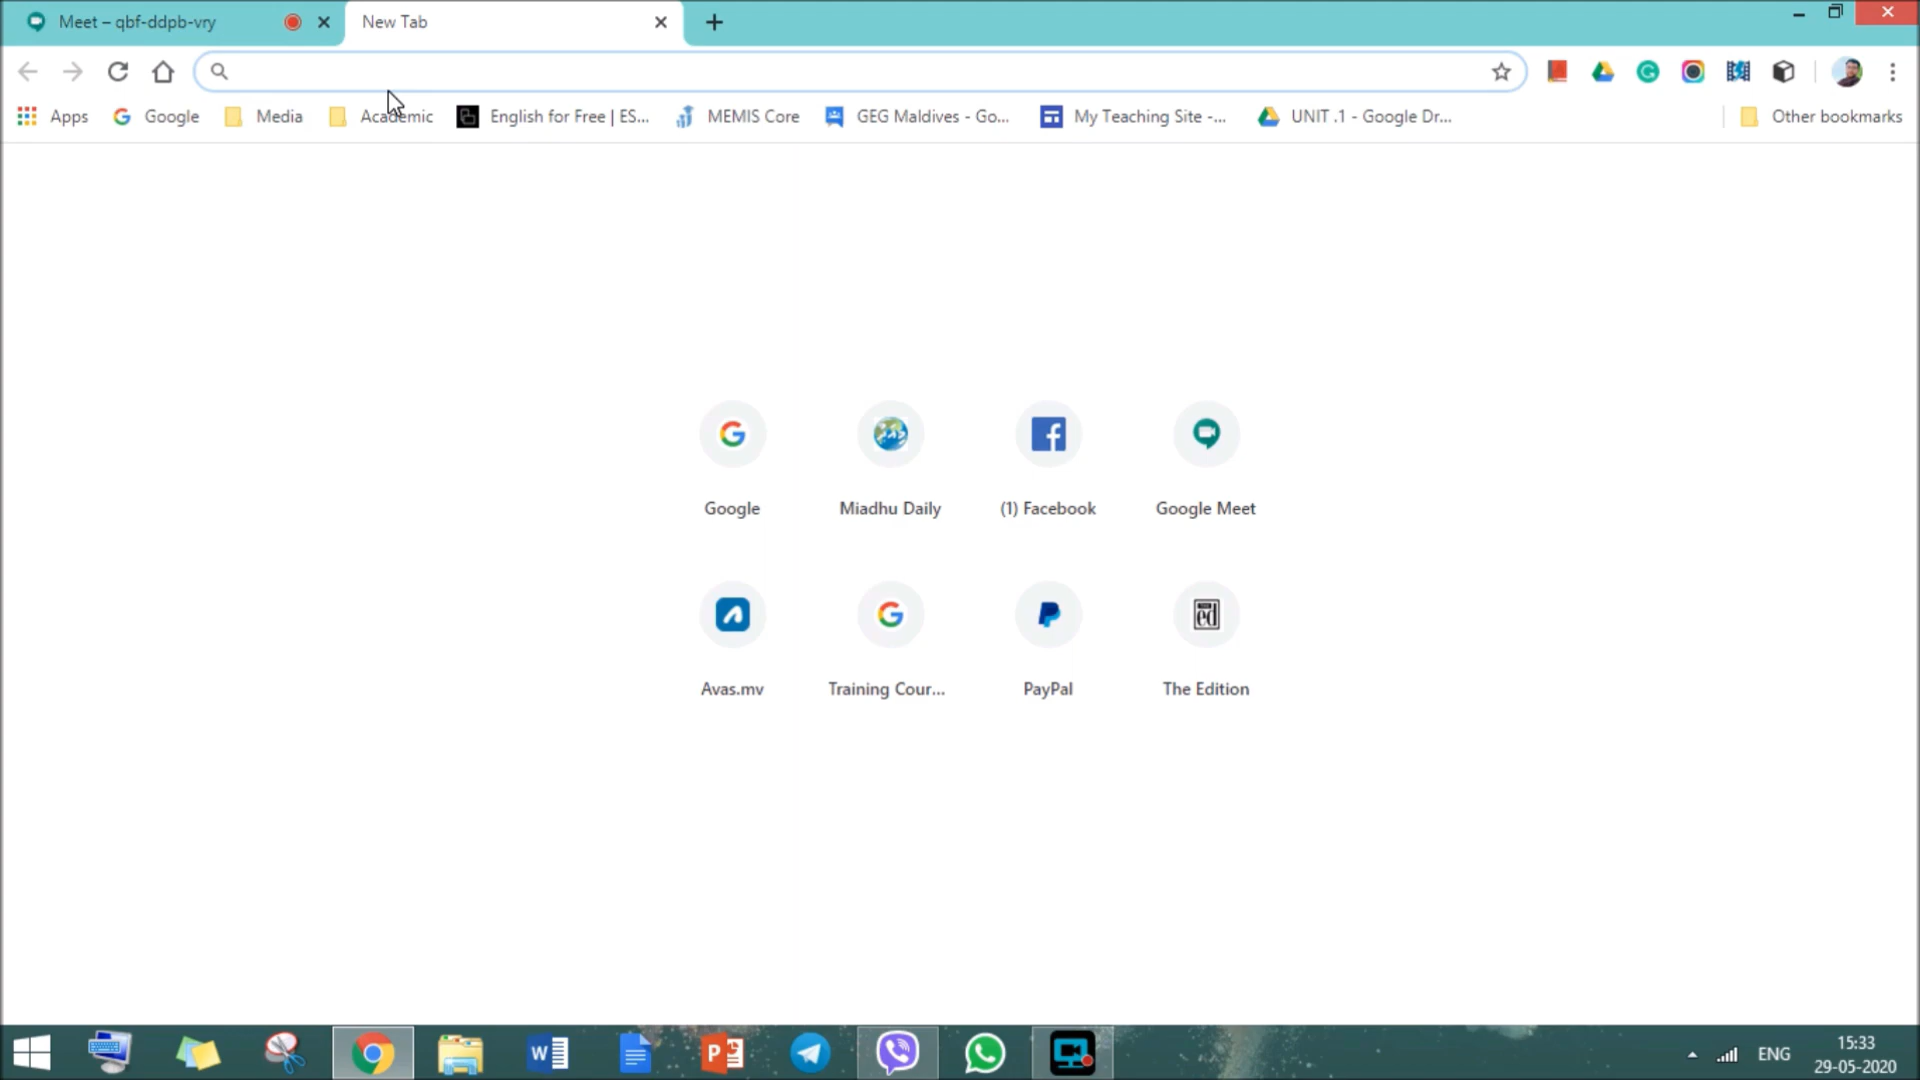 Meet – qbf-ddpb-vry
New Tab
Apps
Google
Media
Academic
English for Free | ES...
MEMIS Core
GEG Maldives - Go...
My Teaching Site -...
UNIT .1 - Google Dr...
Other bookmarks
Google
Miadhu Daily
(1) Facebook
Google Meet
Avas.mv
Training Cour...
PayPal
The Edition
ENG
15:33
29-05-2020